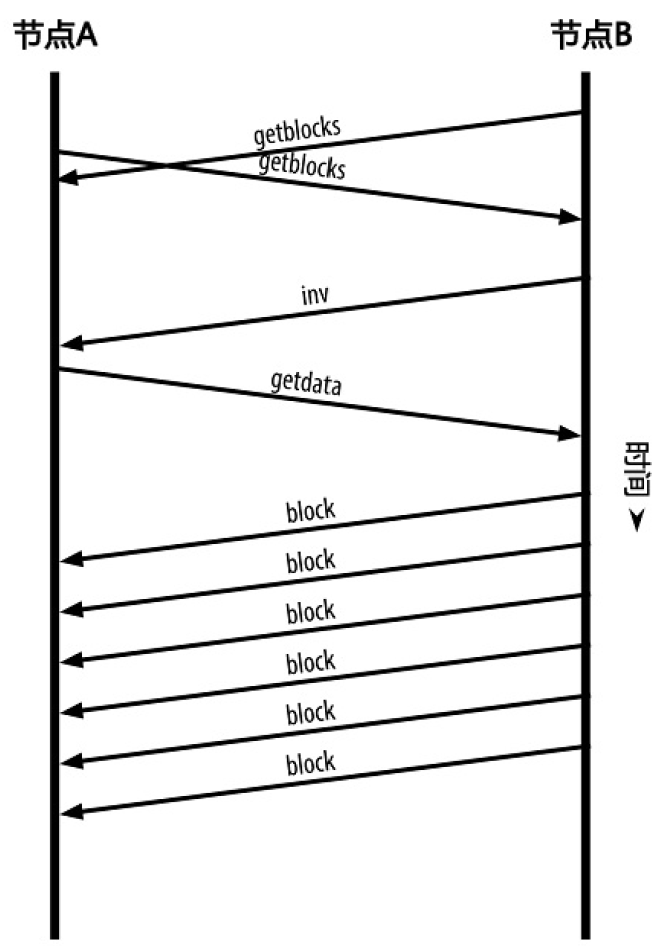 节点A
节点B
getblocks
getblocks
inv
getdata
时间
block
block
block
block
block
block